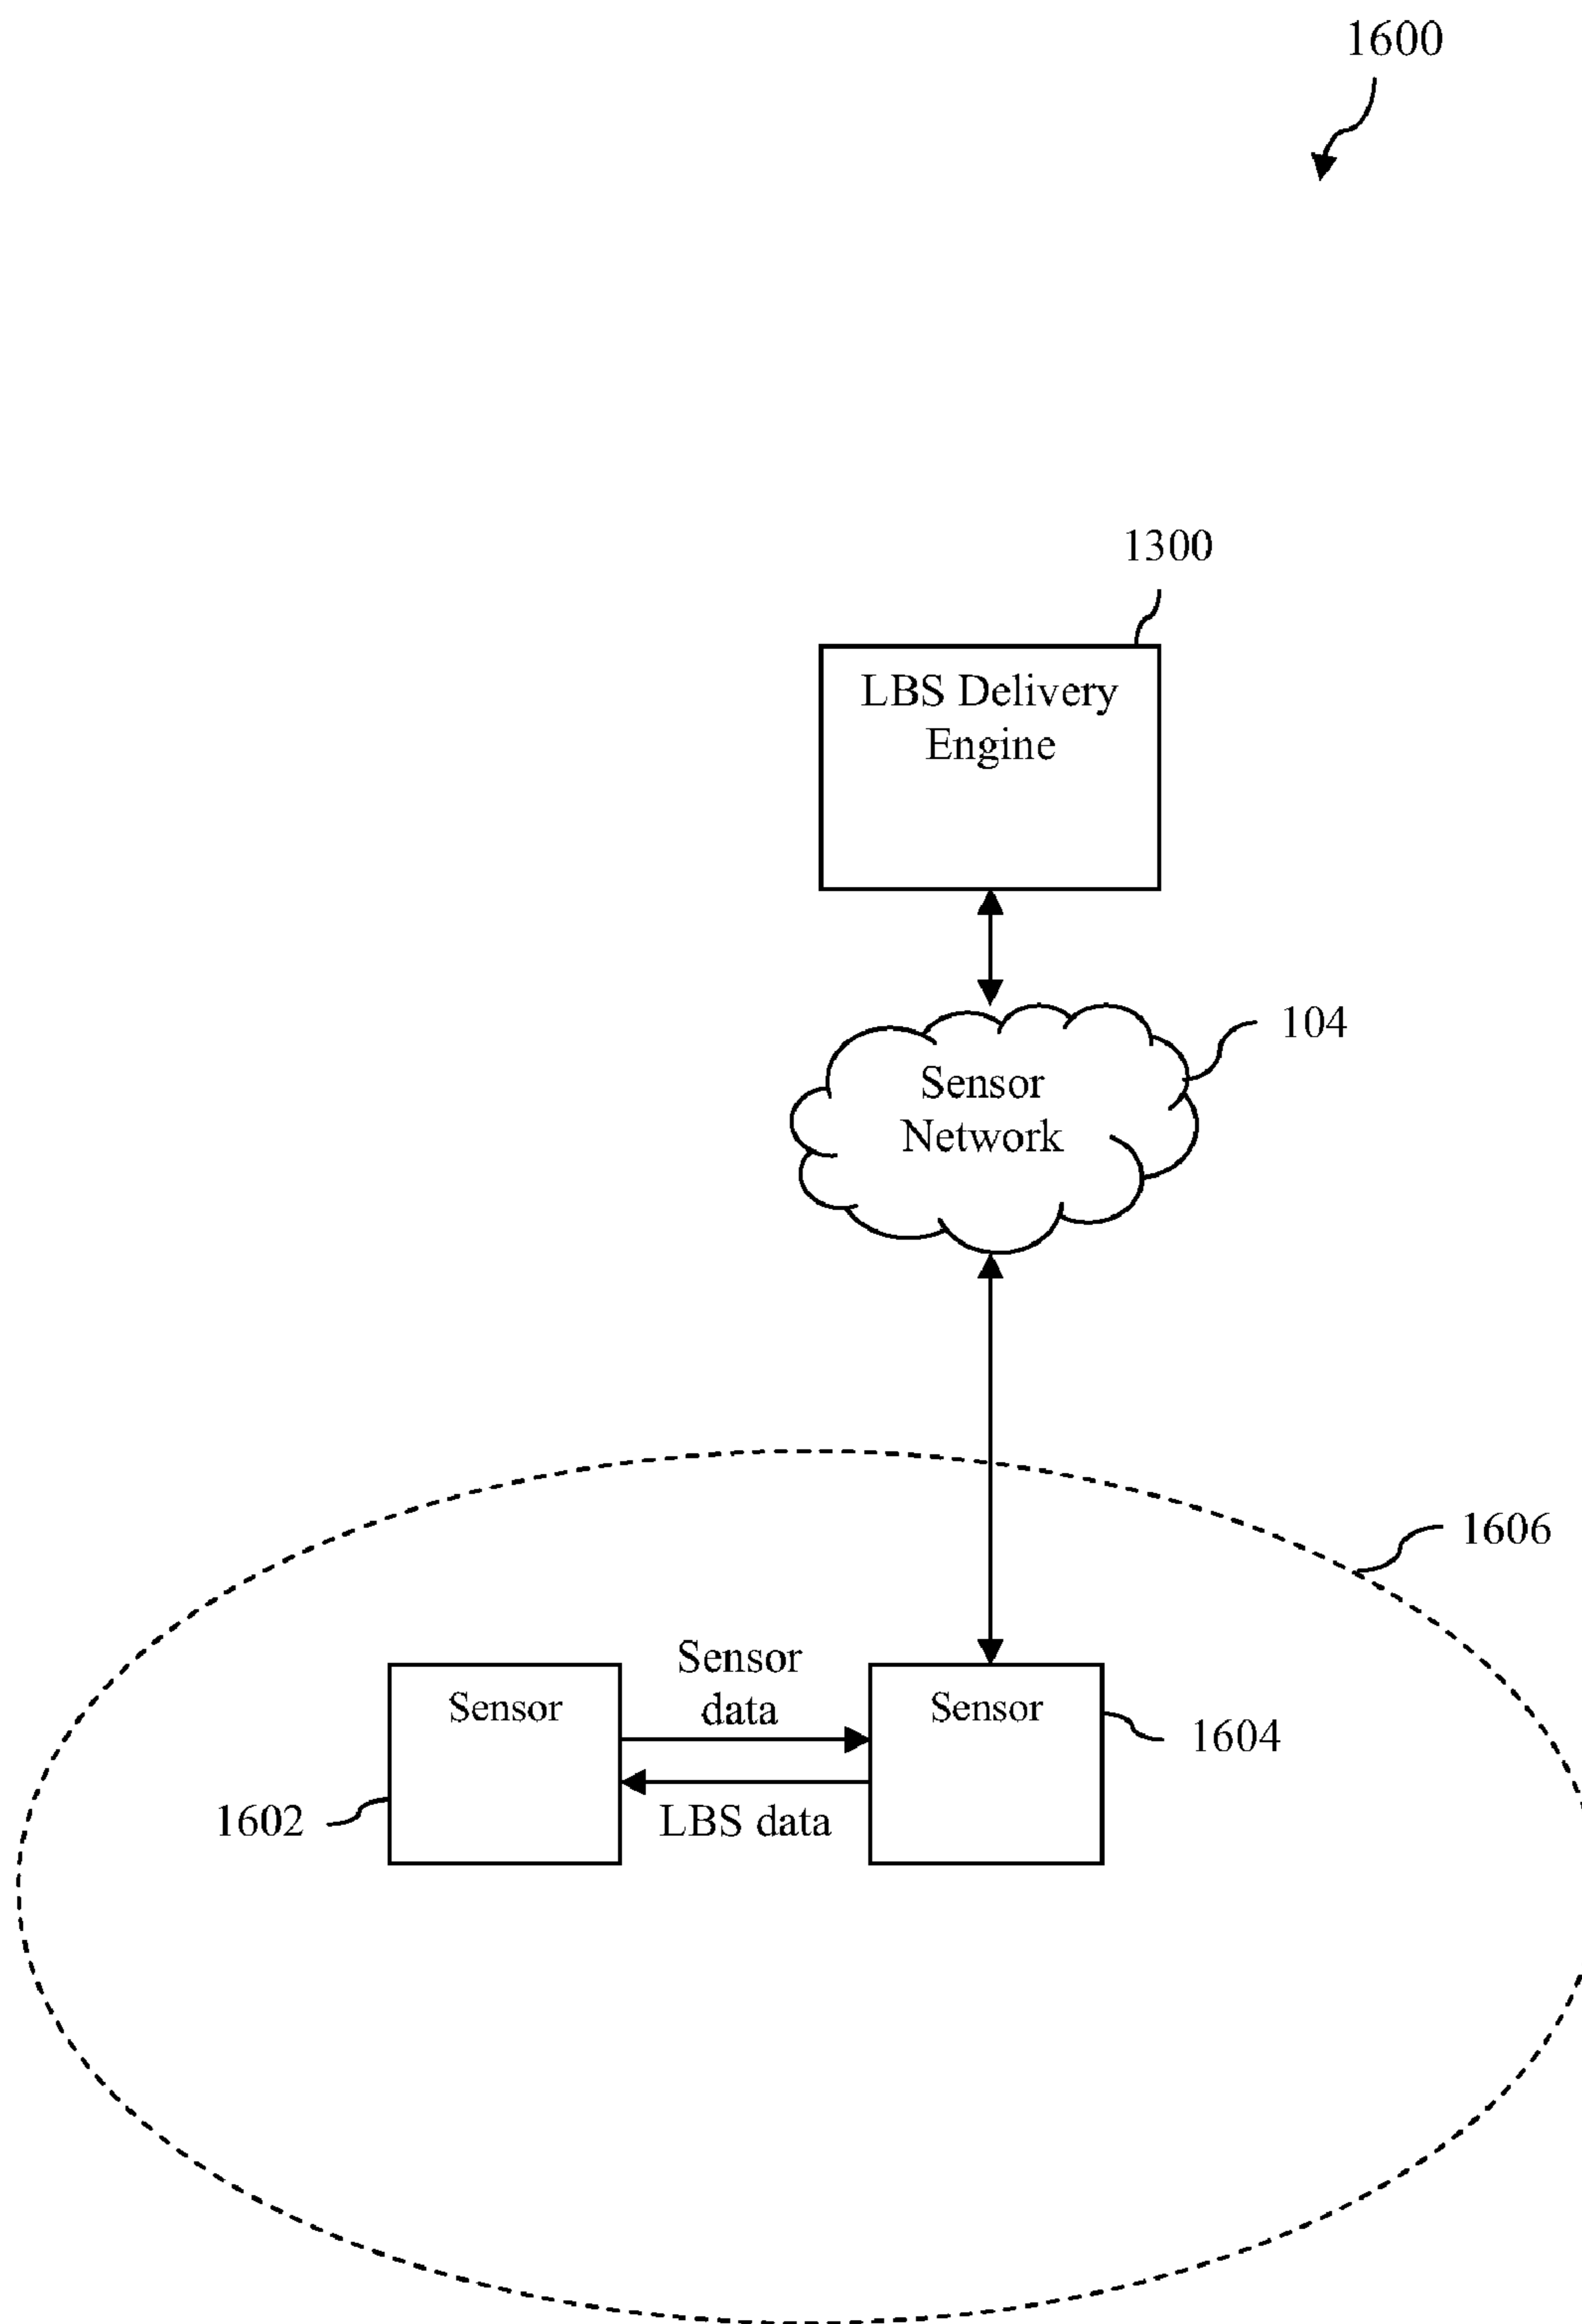 1600
1300
LBS Delivery
Engine
104
Sensor
Network
1606
Sensor
data
Sensor
Sensor
1604
1602
LBS data